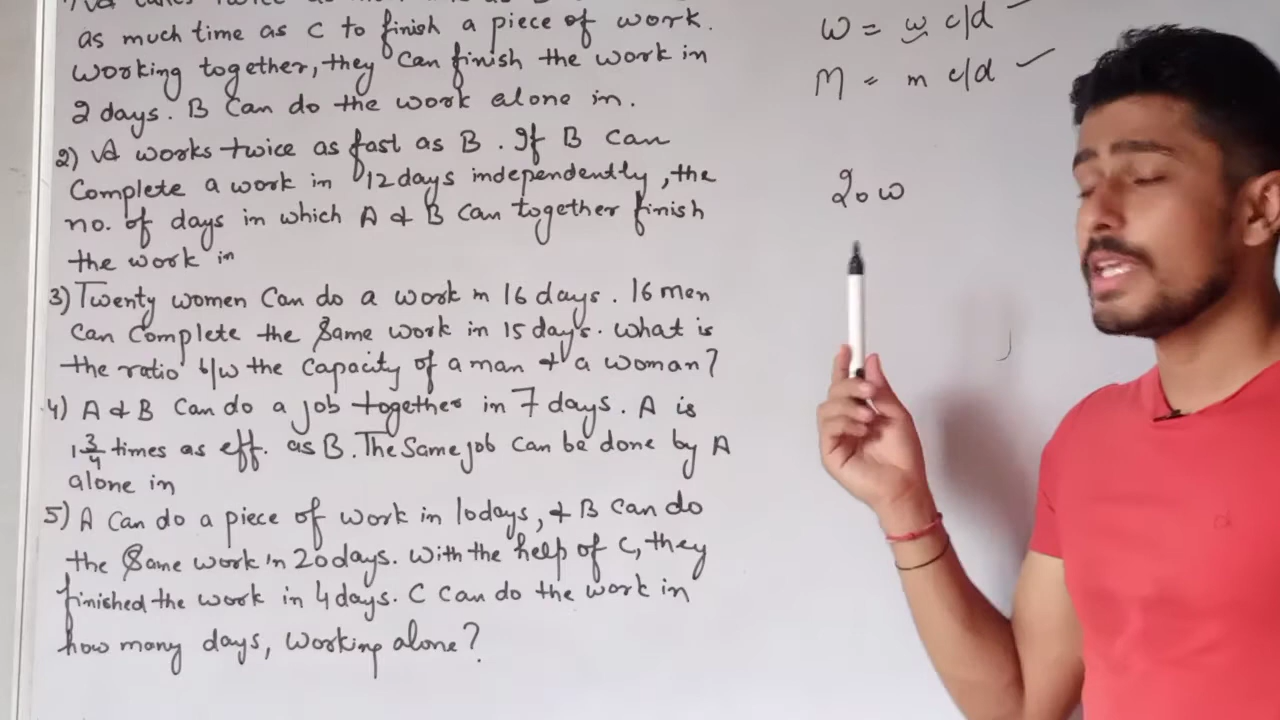 takes twice as
as much time as C to finish a piece of work.
Working together, they can finish the work in
2 days. B Can do the work alone in.
2) A works twice as fast as B. If B Can
Complete a work in 12 days independently, the
no. of days in which A & B Can together finish
the work in
3) Twenty women Can do a work in 16 days. 16 men
Can Complete the Same work in 15 days. What is
the ratio b/w the Capacity of a man & a woman?
4) A & B Can do a job together in 7 days. A is
1 3/4 times as eff. as B. The Same job Can be done by A
alone in
5) A Can do a piece of work in 10days, & B Can do
the Same work in 20 days. With the help of C, they
finished the work in 4 days. C Can do the work in
how many days, Working alone?
W = w c/d
M = m c/d
20 w